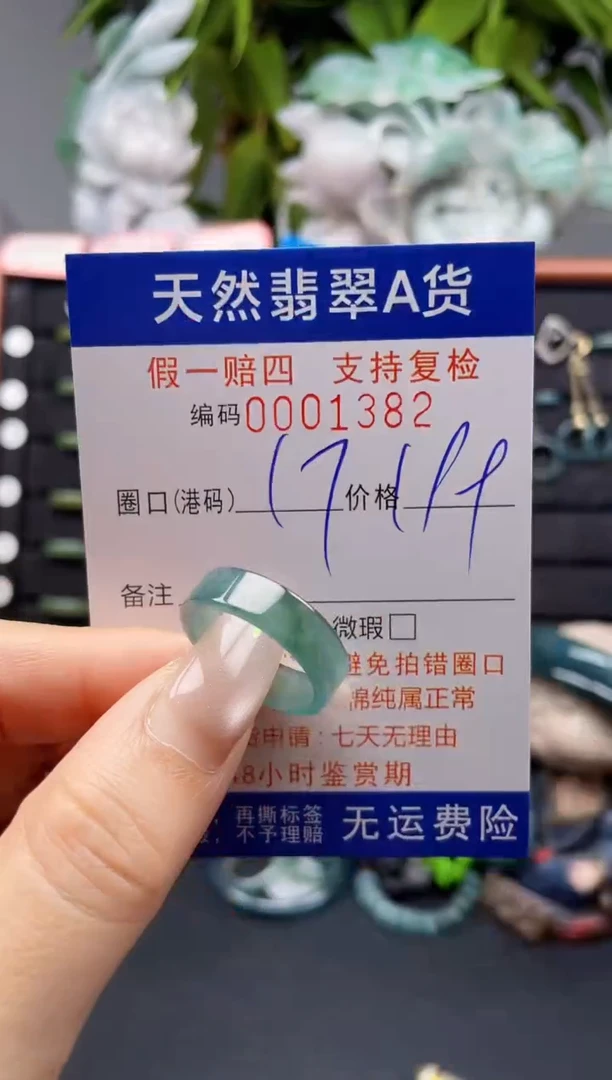 天然翡翠A货
假一赔四 支持复检
编码0001382
圈口(港码) 17 价格
备注
微瑕□
避免拍错圈口
棉纯属正常
申请:七天无理由
8小时鉴赏期
再撕标签
不予理赔 无运费险